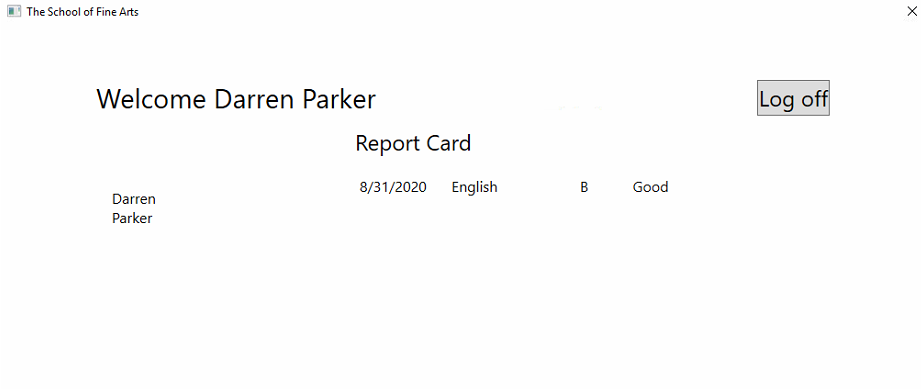 The School of Fine Arts
Welcome Darren Parker
Log off
Report Card
8/31/2020 English B Good
Darren
Parker